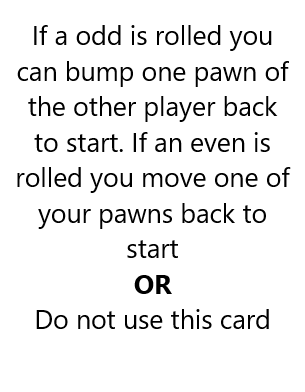 If a odd is rolled you
can bump one pawn of
the other player back
to start. If an even is
rolled you move one of
your pawns back to
start
OR
Do not use this card